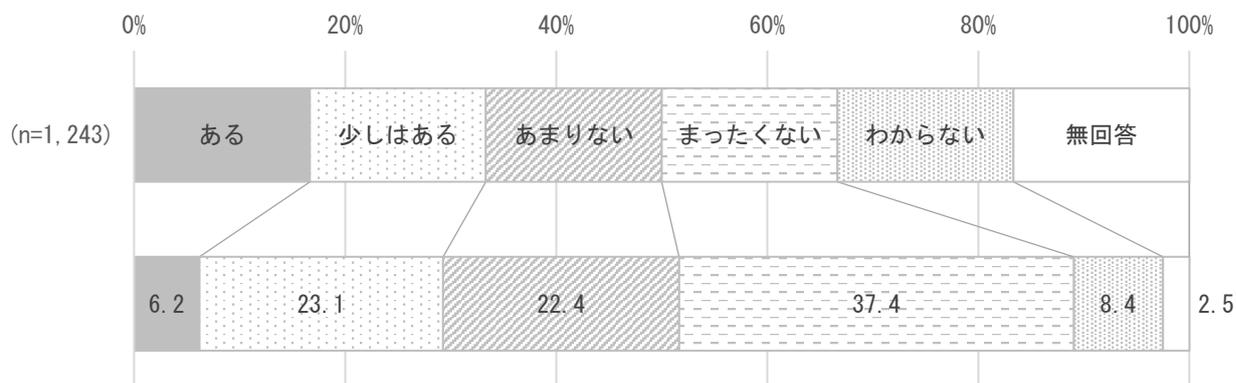 0% 20% 40% 60% 80% 100%
(n=1,243) ある 少しはある あまりない まったくない わからない 無回答
6.2 23.1 22.4 37.4 8.4 2.5